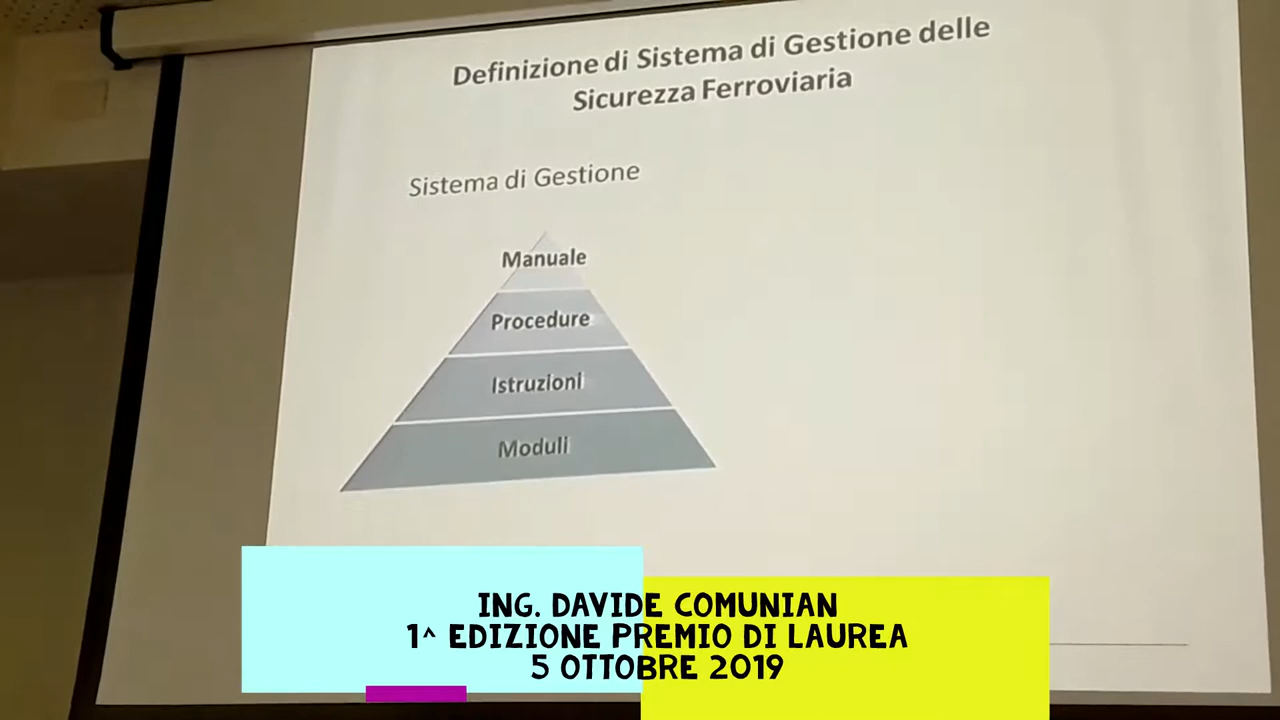 Definizione di Sistema di Gestione delle
Sicurezza Ferroviaria
Sistema di Gestione
Manuale
Procedure
Istruzioni
Moduli
ING. DAVIDE COMUNIAN
1^ EDIZIONE PREMIO DI LAUREA
5 OTTOBRE 2019